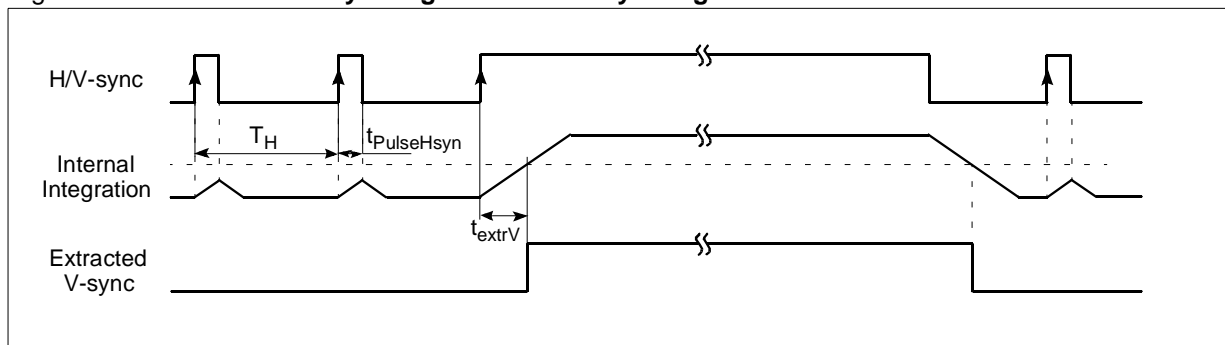 H/V-sync
T_H
t_PulseHsyn
Internal
Integration
t_extrV
Extracted
V-sync